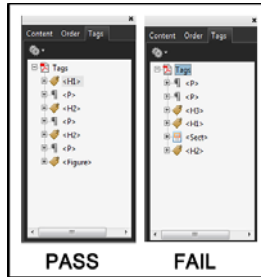 Content Order Tags
Tags
<H1>
<P>
<H2>
<P>
<H2>
<P>
<Figure>
PASS
Content Order Tags
Tags
<P>
<P>
<H3>
<H1>
<Sect>
<H2>
FAIL